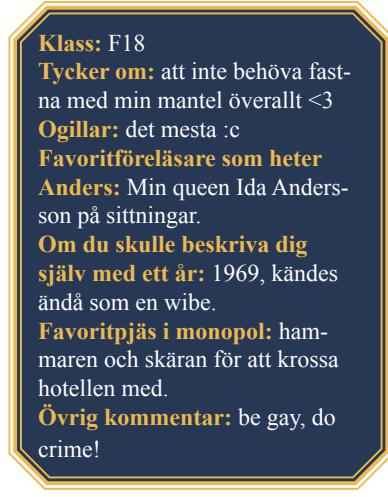 Klass: F18
Tycker om: att inte behöva fast-
na med min mantel överallt <3
Ogillar: det mesta :c
Favoritföreläsare som heter
Anders: Min queen Ida Anders-
son på sittningar.
Om du skulle beskriva dig
själv med ett år: 1969, kändes
ändå som en wibe.
Favoritpjäs i monopol: ham-
maren och skäran för att krossa
hotellen med.
Övrig kommentar: be gay, do
crime!